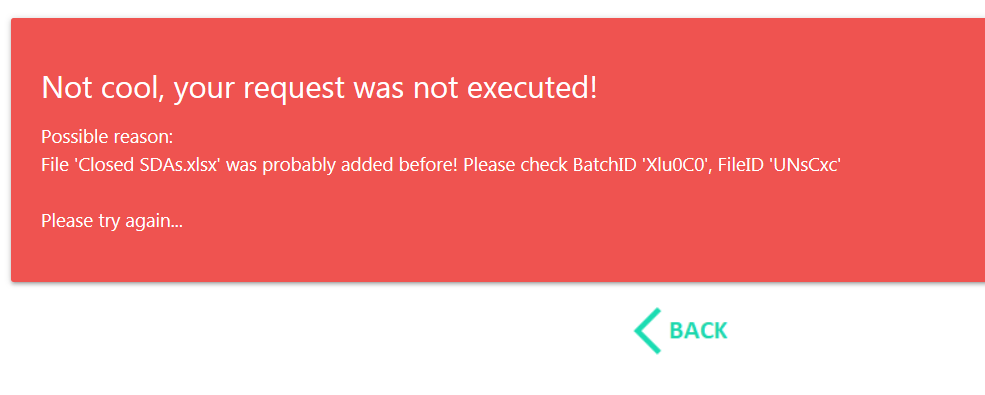 Not cool, your request was not executed!
Possible reason:
File 'Closed SDAs.xlsx' was probably added before! Please check BatchID 'Xlu0C0', FileID 'UNsCxc'
Please try again...
BACK